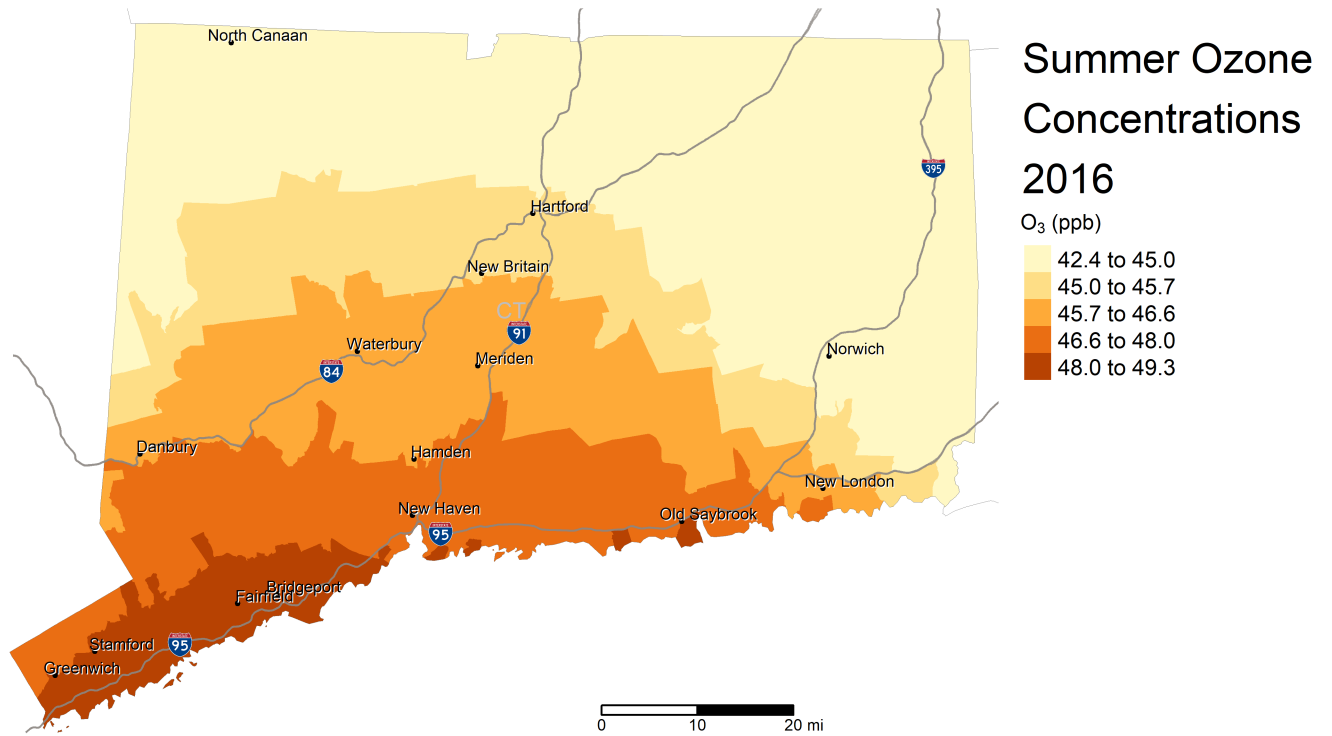 North Canaan
Summer Ozone
Concentrations
2016
O₃ (ppb)
42.4 to 45.0
45.0 to 45.7
45.7 to 46.6
46.6 to 48.0
48.0 to 49.3
395
Hartford
New Britain
CT
91
Waterbury
84
Meriden
Norwich
Danbury
Hamden
New London
New Haven
Old Saybrook
95
Bridgeport
Fairfield
Stamford
95
Greenwich
0 10 20 mi